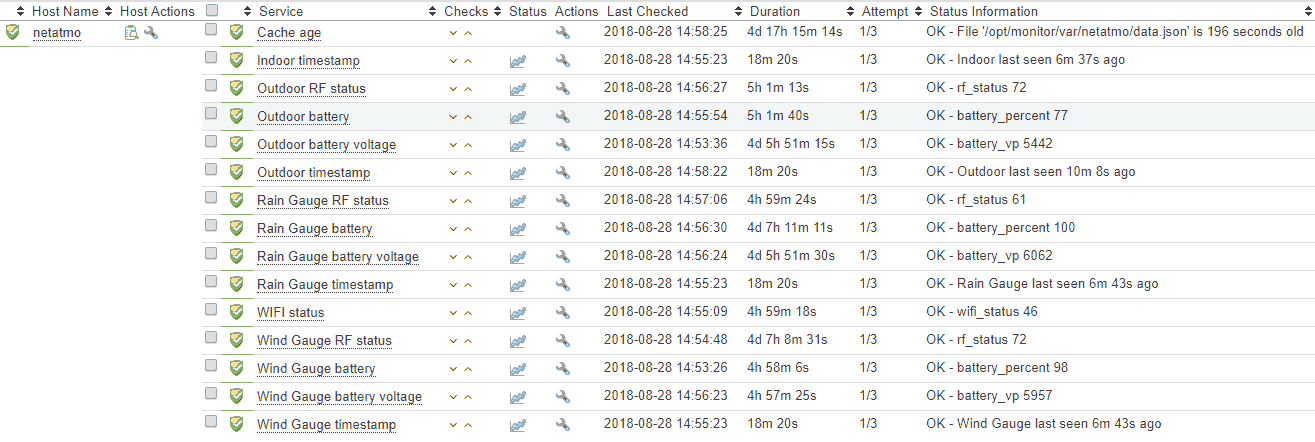 Host Name Host Actions Service Checks Status Actions Last Checked Duration Attempt Status Information
netatmo Cache age 2018-08-28 14:58:25 4d 17h 15m 14s 1/3 OK - File '/opt/monitor/var/netatmo/data.json' is 196 seconds old
Indoor timestamp 2018-08-28 14:55:23 18m 20s 1/3 OK - Indoor last seen 6m 37s ago
Outdoor RF status 2018-08-28 14:56:27 5h 1m 13s 1/3 OK - rf_status 72
Outdoor battery 2018-08-28 14:55:54 5h 1m 40s 1/3 OK - battery_percent 77
Outdoor battery voltage 2018-08-28 14:53:36 4d 5h 51m 15s 1/3 OK - battery_vp 5442
Outdoor timestamp 2018-08-28 14:58:22 18m 20s 1/3 OK - Outdoor last seen 10m 8s ago
Rain Gauge RF status 2018-08-28 14:57:06 4h 59m 24s 1/3 OK - rf_status 61
Rain Gauge battery 2018-08-28 14:56:30 4d 7h 11m 11s 1/3 OK - battery_percent 100
Rain Gauge battery voltage 2018-08-28 14:56:24 4d 5h 51m 30s 1/3 OK - battery_vp 6062
Rain Gauge timestamp 2018-08-28 14:55:23 18m 20s 1/3 OK - Rain Gauge last seen 6m 43s ago
WIFI status 2018-08-28 14:55:09 4h 59m 18s 1/3 OK - wifi_status 46
Wind Gauge RF status 2018-08-28 14:54:48 4d 7h 8m 31s 1/3 OK - rf_status 72
Wind Gauge battery 2018-08-28 14:53:26 4h 58m 6s 1/3 OK - battery_percent 98
Wind Gauge battery voltage 2018-08-28 14:56:23 4h 57m 25s 1/3 OK - battery_vp 5957
Wind Gauge timestamp 2018-08-28 14:55:23 18m 20s 1/3 OK - Wind Gauge last seen 6m 43s ago